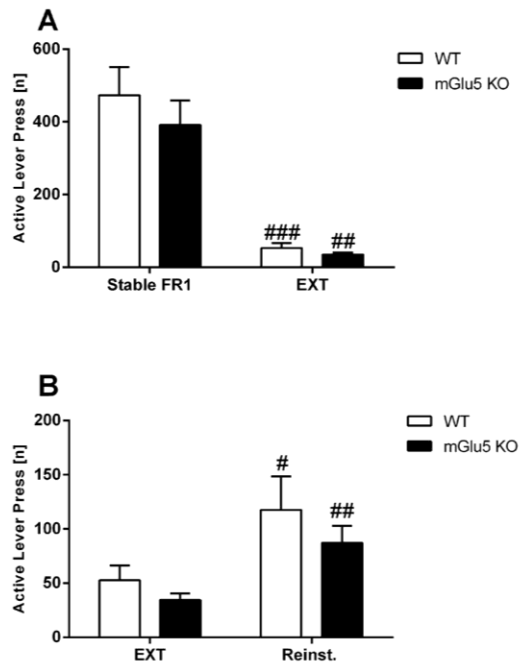 A
Active Lever Press [n]
600
400
200
0
### ##
Stable FR1 EXT
WT
mGlu5 KO
B
Active Lever Press [n]
200
150
100
50
0
# ##
EXT Reinst.
WT
mGlu5 KO